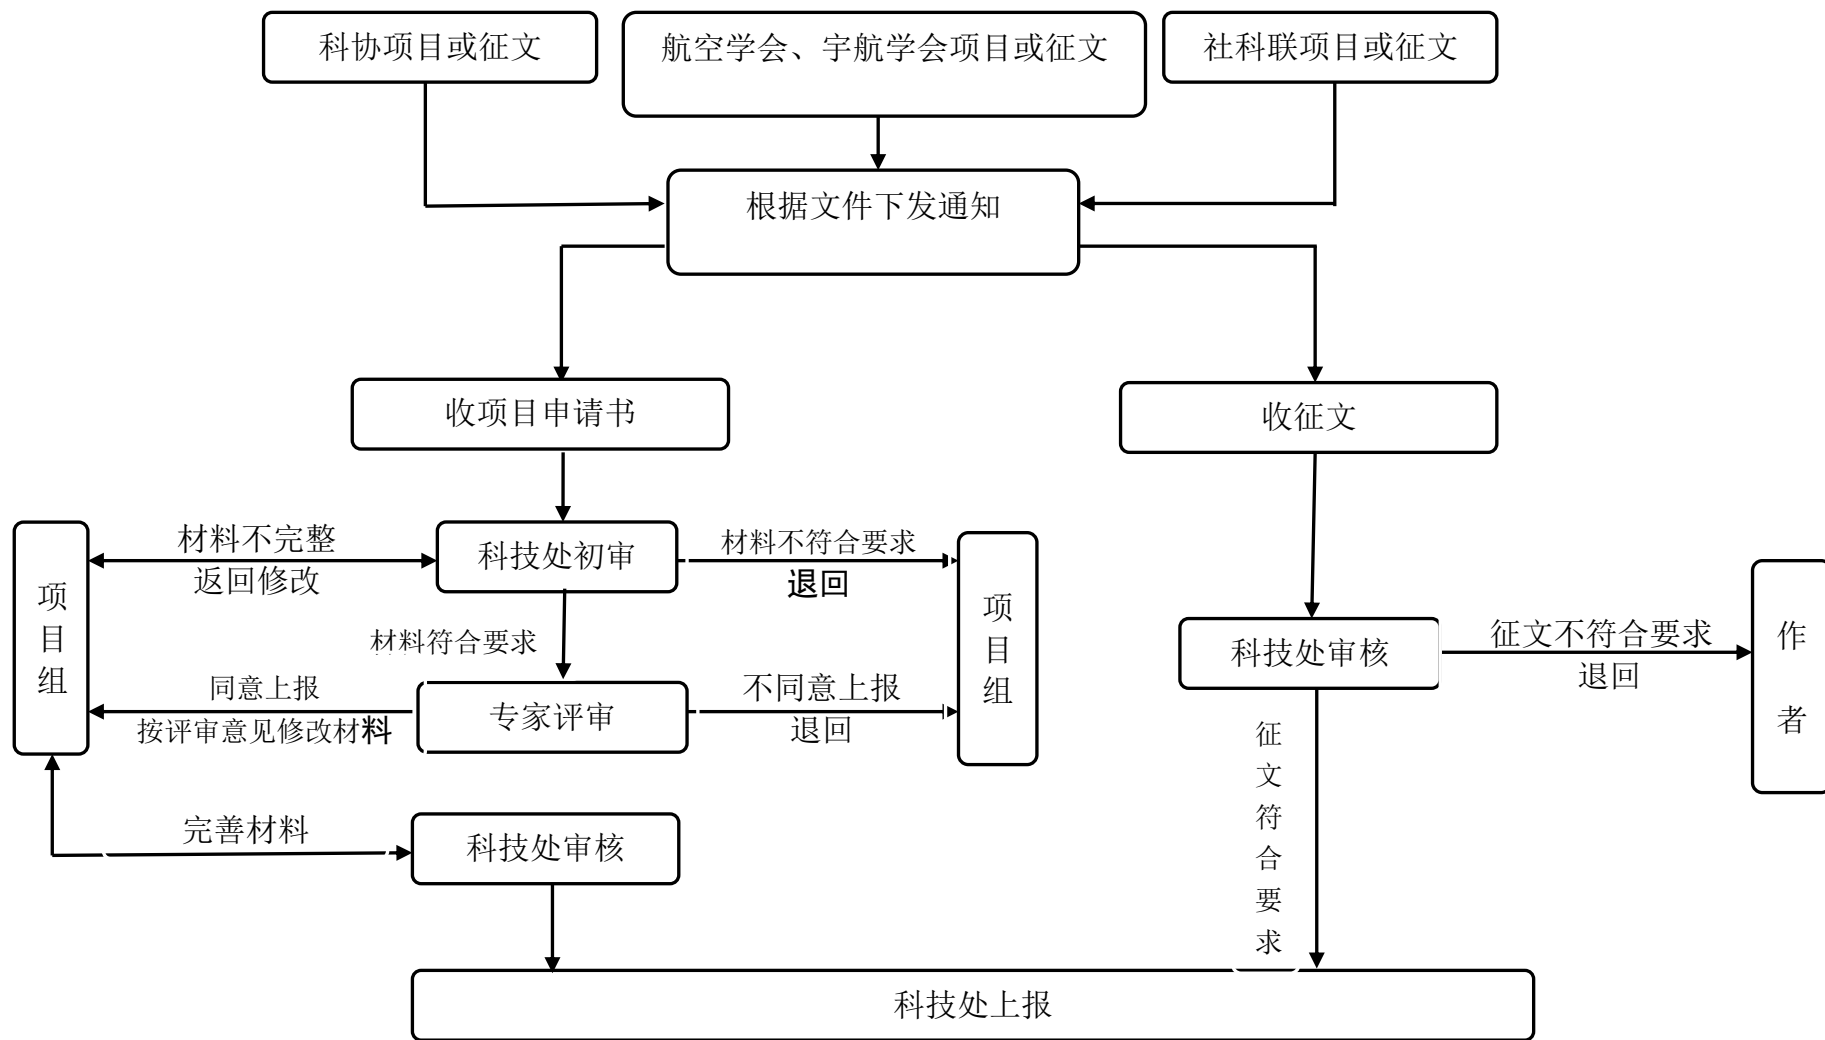 科协项目或征文
航空学会、宇航学会项目或征文
社科联项目或征文
根据文件下发通知
收项目申请书
收征文
项目组
材料不完整
返回修改
科技处初审
材料不符合要求
退回
项目组
材料符合要求
同意上报
按评审意见修改材料
专家评审
不同意上报
退回
科技处审核
征文不符合要求
退回
作者
征文符合要求
完善材料
科技处审核
科技处上报